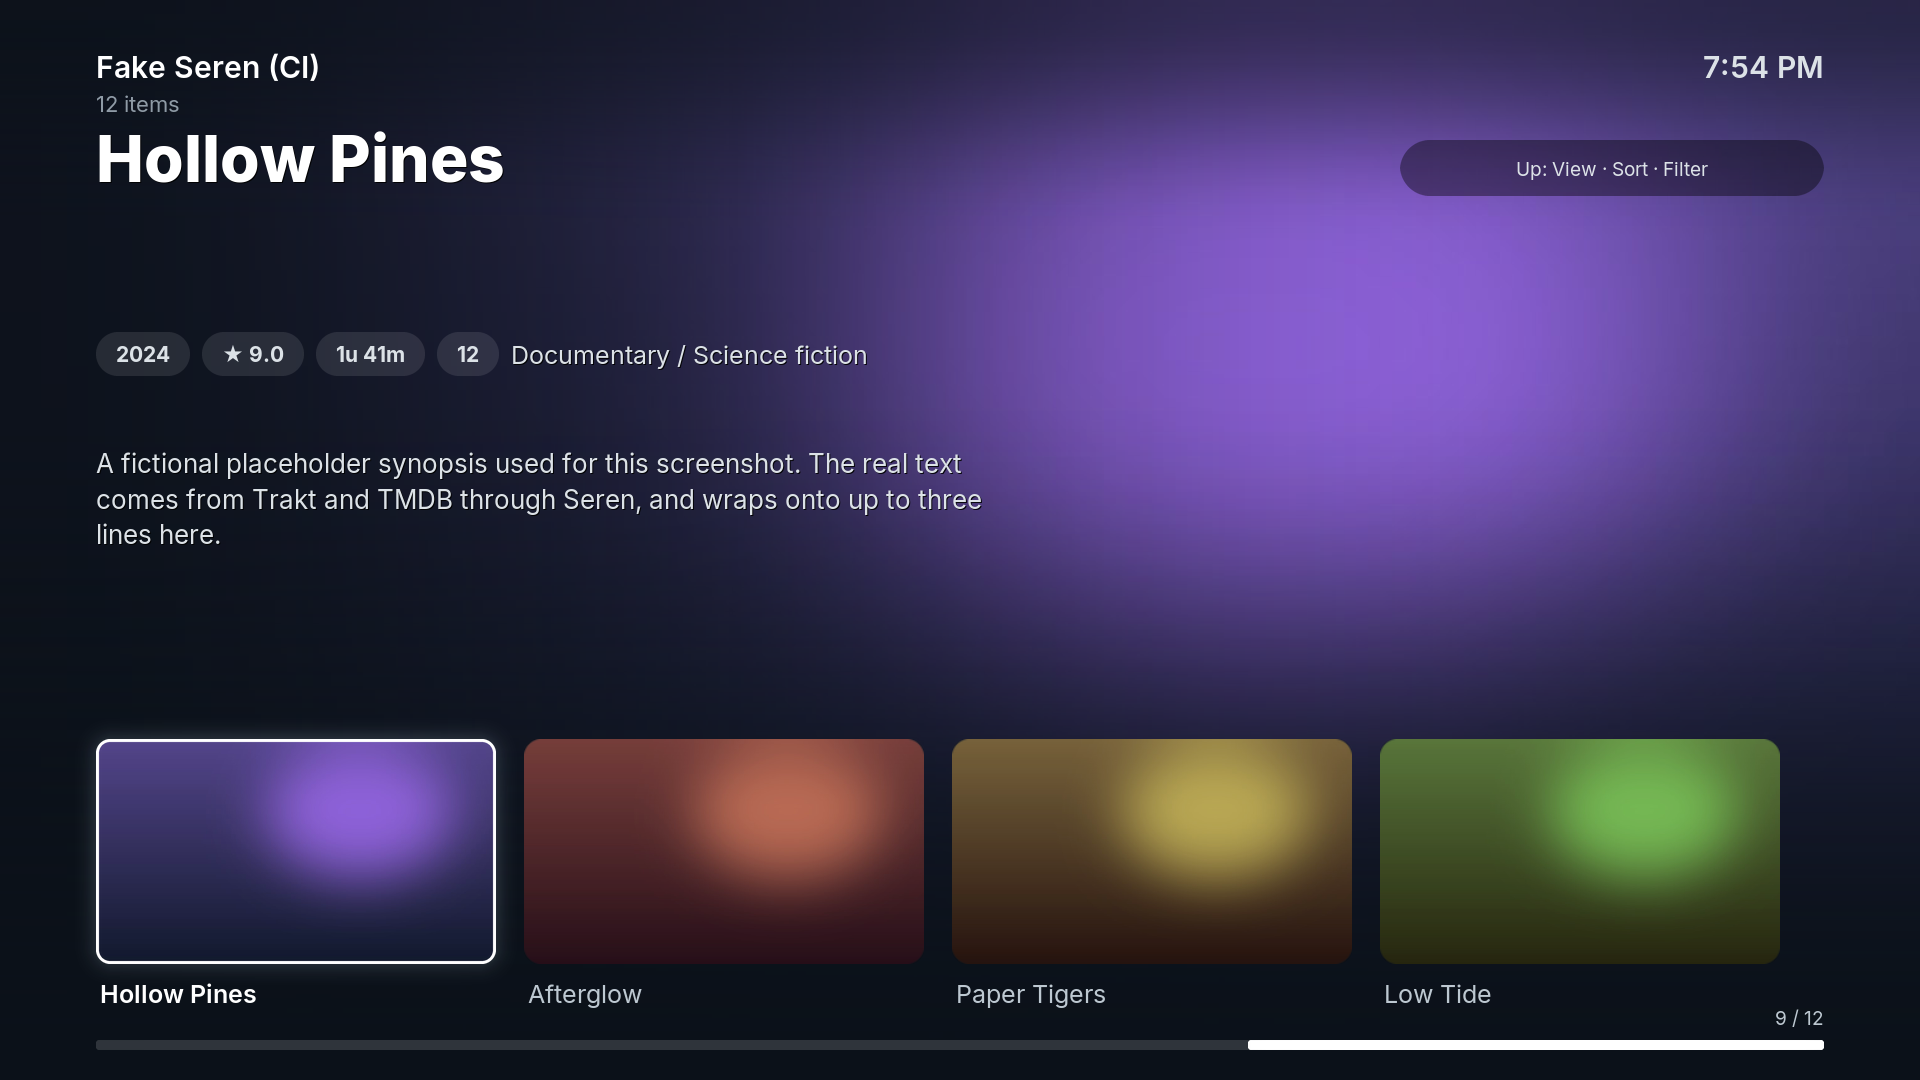 Fake Seren (CI)
7:54 PM
12 items
Hollow Pines
Up: View · Sort · Filter
2024 ★ 9.0 1u 41m 12 Documentary / Science fiction
A fictional placeholder synopsis used for this screenshot. The real text
comes from Trakt and TMDB through Seren, and wraps onto up to three
lines here.
Hollow Pines
Afterglow
Paper Tigers
Low Tide
9 / 12